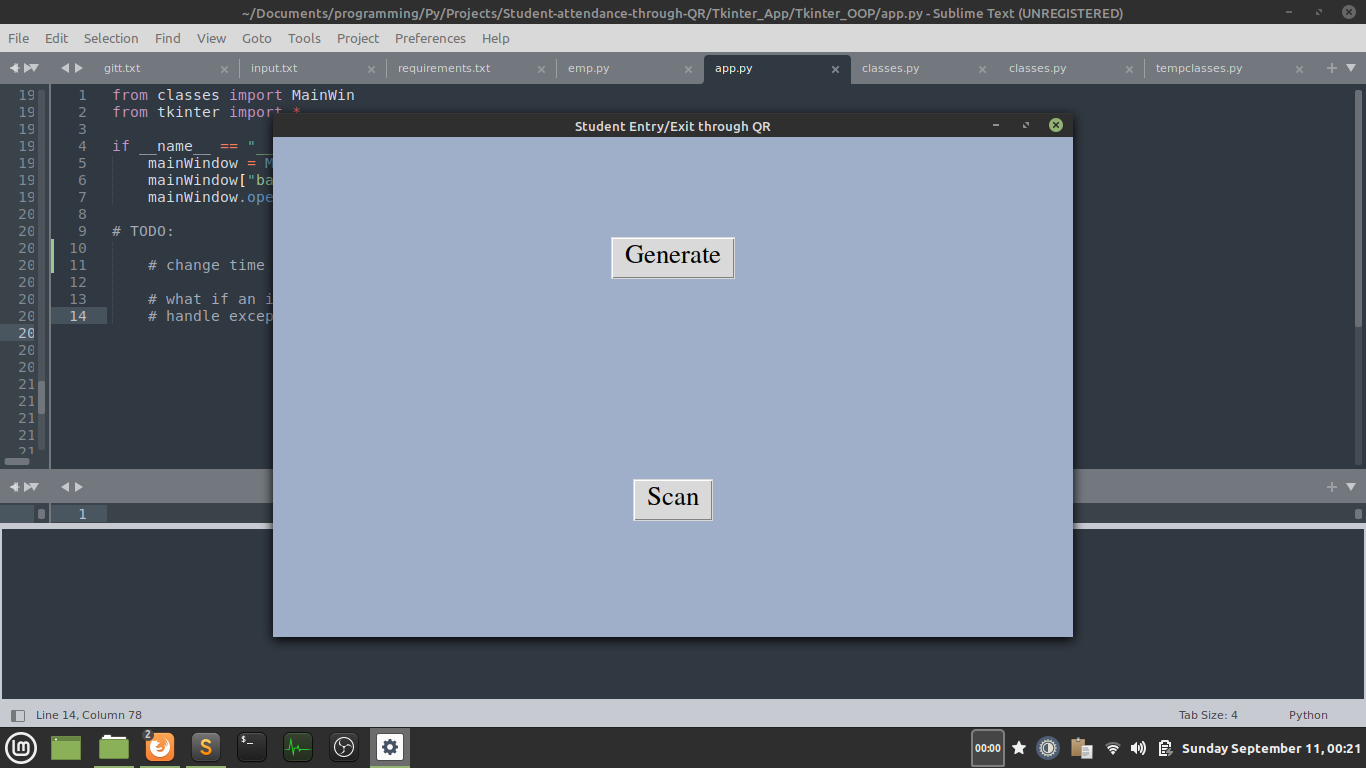 ~/Documents/programming/Py/Projects/Student-attendance-through-QR/Tkinter_App/Tkinter_OOP/app.py - Sublime Text (UNREGISTERED)
File Edit Selection Find View Goto Tools Project Preferences Help
gitt.txt input.txt requirements.txt emp.py app.py classes.py classes.py tempclasses.py
19 1 from classes import MainWin
19 2 from tkinter import *
19 3
19 4 if __name__ == "__
19 5 mainWindow = M
19 6 mainWindow["ba
19 7 mainWindow.ope
20 8
20 9 # TODO:
20 10
20 11 # change time
20 12
20 13 # what if an i
20 14 # handle excep
20
20
20
21
21
21
21
21
Student Entry/Exit through QR
Generate
Scan
1
Line 14, Column 78 Tab Size: 4 Python
lm 2 S $_ 00:00 Sunday September 11, 00:21